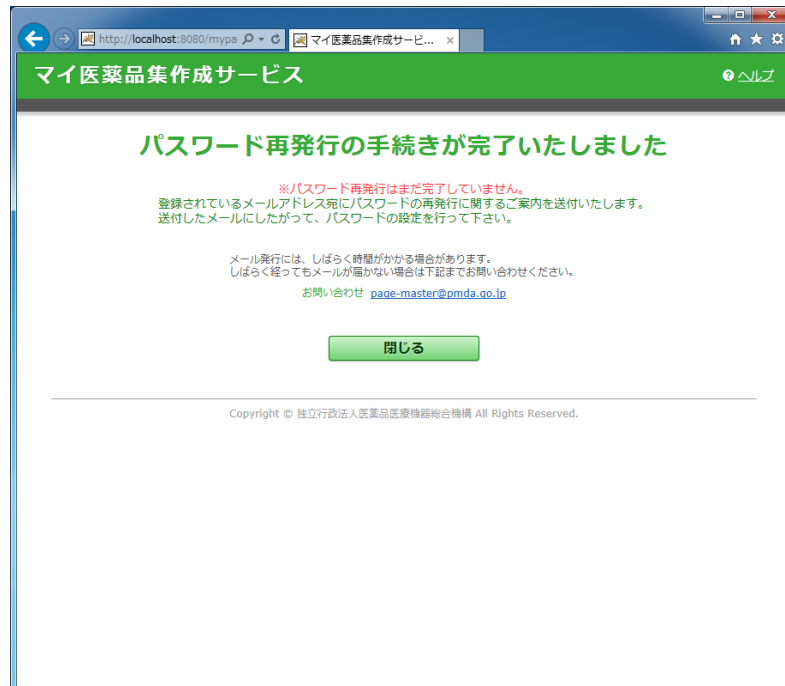 http://localhost:8080/mypa
マイ医薬品集作成サービ...
マイ医薬品集作成サービス
ヘルプ
パスワード再発行の手続きが完了いたしました
※パスワード再発行はまだ完了していません。
登録されているメールアドレス宛にパスワードの再発行に関するご案内を送付いたします。
送付したメールにしたがって、パスワードの設定を行って下さい。
メール発行には、しばらく時間がかかる場合があります。
しばらく経ってもメールが届かない場合は下記までお問い合わせください。
お問い合わせ page-master@pmda.go.jp
閉じる
Copyright © 独立行政法人医薬品医療機器総合機構 All Rights Reserved.